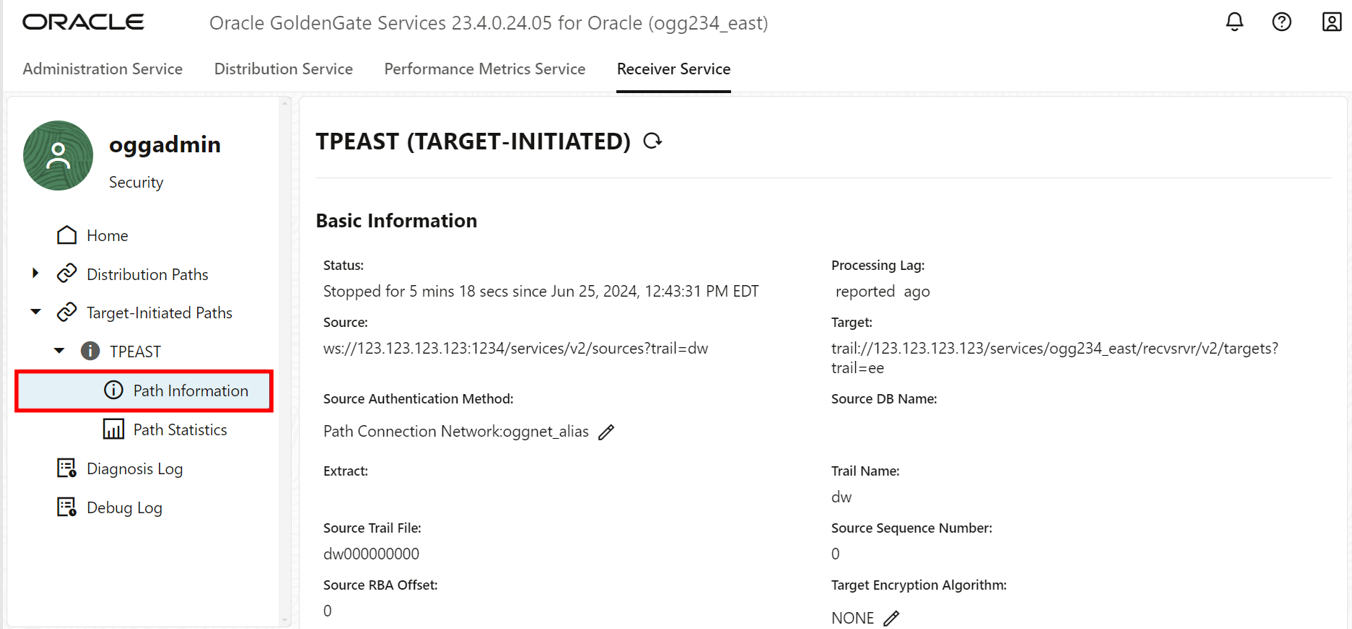 ORACLE
Oracle GoldenGate Services 23.4.0.24.05 for Oracle (ogg234_east)
Administration Service
Distribution Service
Performance Metrics Service
Receiver Service
oggadmin
Security
Home
Distribution Paths
Target-Initiated Paths
TPEAST
Path Information
Path Statistics
Diagnosis Log
Debug Log
TPEAST (TARGET-INITIATED)
Basic Information
Status:
Stopped for 5 mins 18 secs since Jun 25, 2024, 12:43:31 PM EDT
Processing Lag:
reported ago
Source:
ws://123.123.123.123:1234/services/v2/sources?trail=dw
Target:
trail://123.123.123.123/services/ogg234_east/recvsrvr/v2/targets?
trail=ee
Source Authentication Method:
Path Connection Network:oggnet_alias
Source DB Name:
Extract:
Trail Name:
dw
Source Trail File:
dw000000000
Source Sequence Number:
0
Source RBA Offset:
0
Target Encryption Algorithm:
NONE